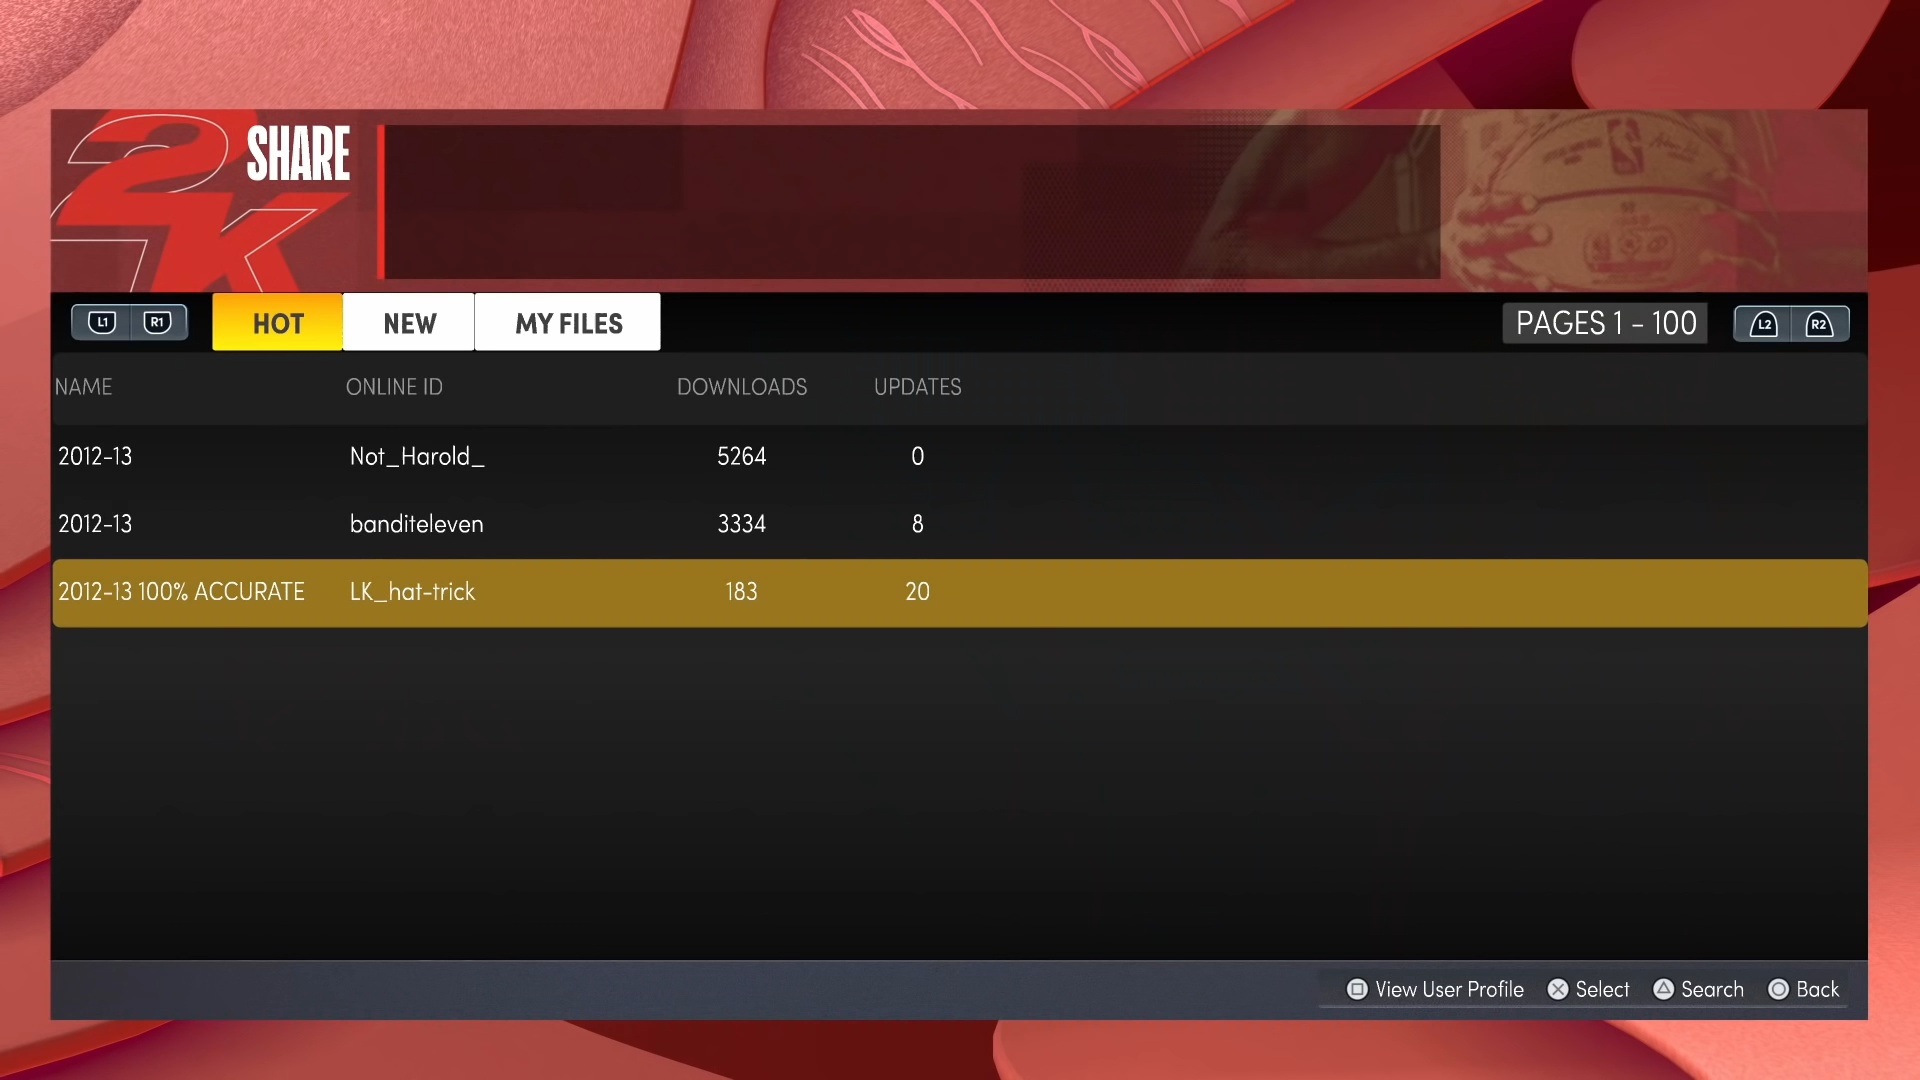 2K SHARE
L1 R1 HOT NEW MY FILES PAGES 1 - 100 L2 R2
NAME ONLINE ID DOWNLOADS UPDATES
2012-13 Not_Harold_ 5264 0
2012-13 banditeleven 3334 8
2012-13 100% ACCURATE LK_hat-trick 183 20
View User Profile Select Search Back